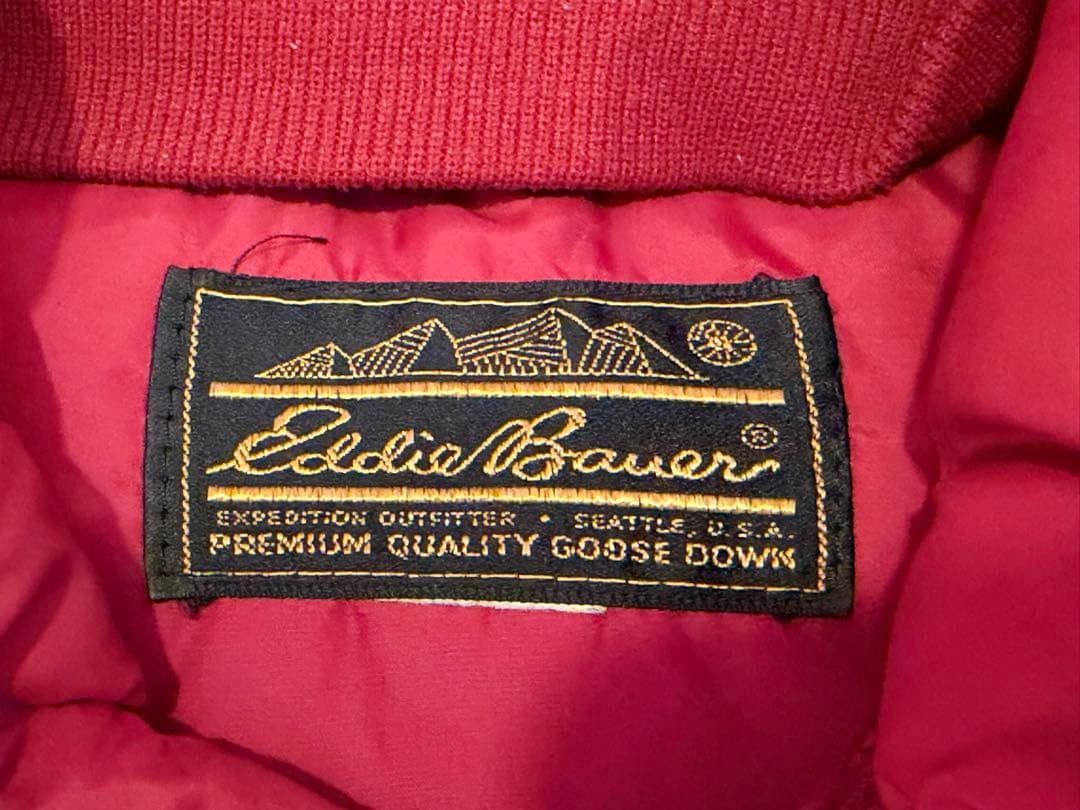 Eddie Bauer ®
EXPEDITION OUTFITTER • SEATTLE, U.S.A.
PREMIUM QUALITY GOOSE DOWN